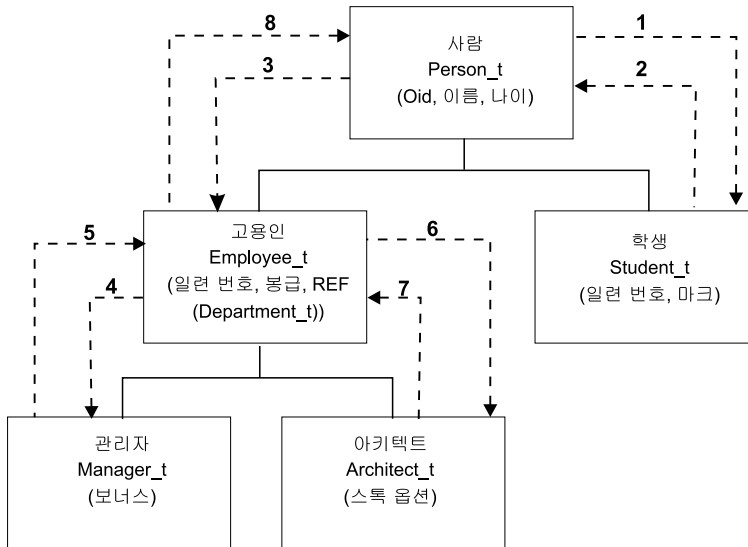 8
사람
1
3
Person_t
2
(Oid, 이름, 나이)
5
고용인
6
학생
Employee_t
Student_t
4
(일련 번호, 봉급, REF
7
(일련 번호, 마크)
(Department_t))
관리자
아키텍트
Manager_t
Architect_t
(보너스)
(스톡 옵션)